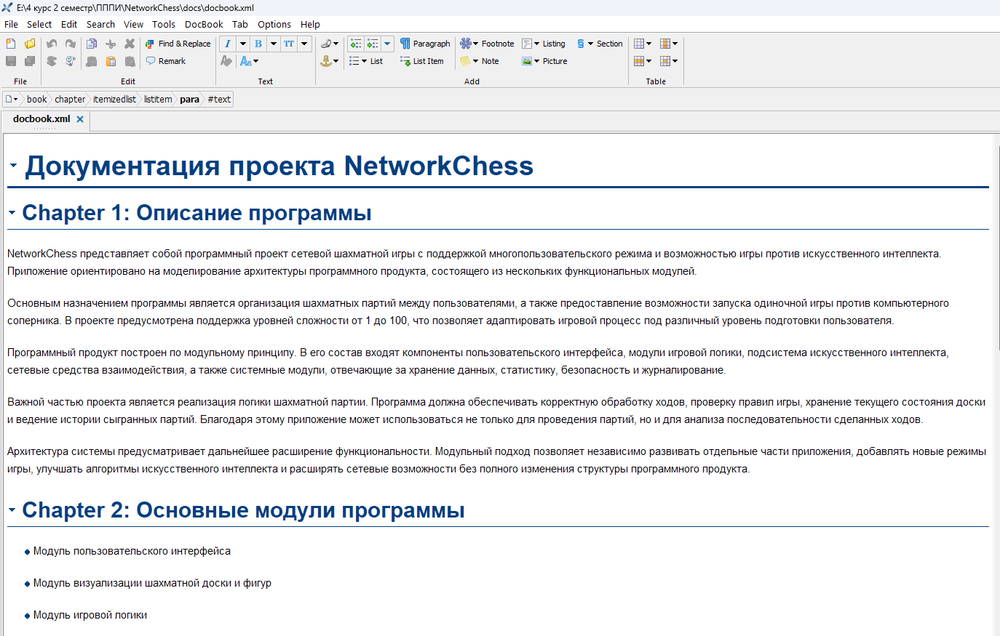 E:\4 курс 2 семестр\ПППИ\NetworkChess\docs\docbook.xml
File Select Edit Search View Tools DocBook Tab Options Help
Find & Replace I B TT Paragraph Footnote Listing § Section
Remark Aa List List Item Note Picture
File Edit Text Add Table
book chapter itemizedlist listitem para #text
docbook.xml
Документация проекта NetworkChess
Chapter 1: Описание программы
NetworkChess представляет собой программный проект сетевой шахматной игры с поддержкой многопользовательского режима и возможностью игры против искусственного интеллекта.
Приложение ориентировано на моделирование архитектуры программного продукта, состоящего из нескольких функциональных модулей.
Основным назначением программы является организация шахматных партий между пользователями, а также предоставление возможности запуска одиночной игры против компьютерного
соперника. В проекте предусмотрена поддержка уровней сложности от 1 до 100, что позволяет адаптировать игровой процесс под различный уровень подготовки пользователя.
Программный продукт построен по модульному принципу. В его состав входят компоненты пользовательского интерфейса, модули игровой логики, подсистема искусственного интеллекта,
сетевые средства взаимодействия, а также системные модули, отвечающие за хранение данных, статистику, безопасность и журналирование.
Важной частью проекта является реализация логики шахматной партии. Программа должна обеспечивать корректную обработку ходов, проверку правил игры, хранение текущего состояния доски
и ведение истории сыгранных партий. Благодаря этому приложение может использоваться не только для проведения партий, но и для анализа последовательности сделанных ходов.
Архитектура системы предусматривает дальнейшее расширение функциональности. Модульный подход позволяет независимо развивать отдельные части приложения, добавлять новые режимы
игры, улучшать алгоритмы искусственного интеллекта и расширять сетевые возможности без полного изменения структуры программного продукта.
Chapter 2: Основные модули программы
Модуль пользовательского интерфейса
Модуль визуализации шахматной доски и фигур
Модуль игровой логики